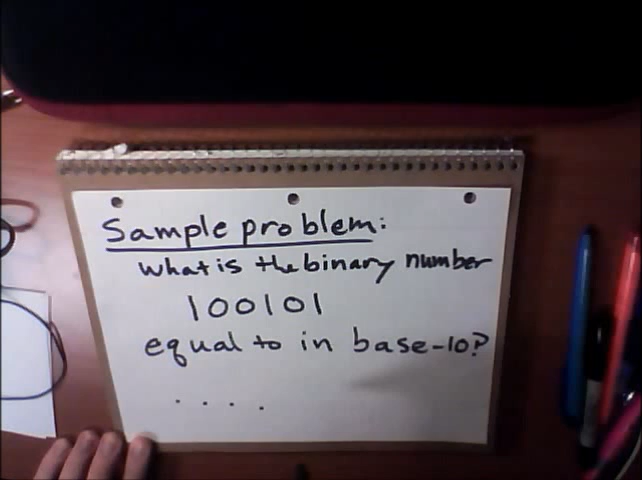 Sample problem:
What is the binary number
100101
equal to in base-10?
....